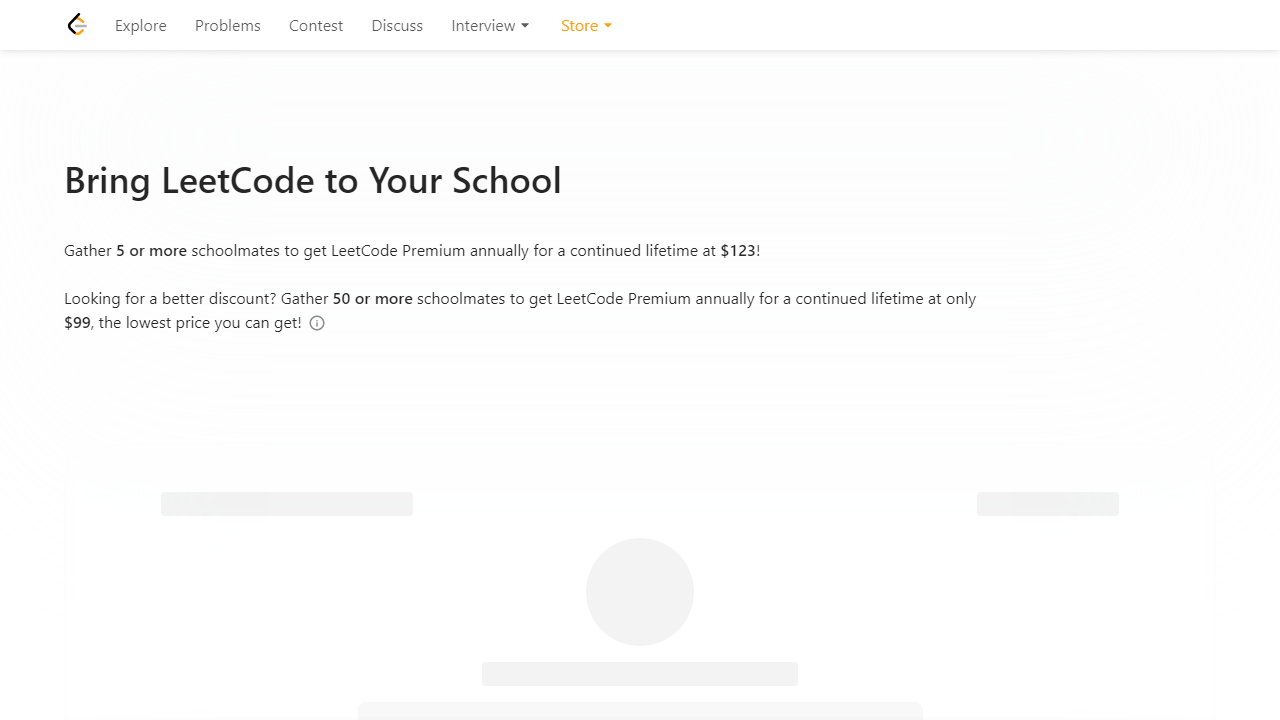 Explore Problems Contest Discuss Interview Store
Bring LeetCode to Your School
Gather 5 or more schoolmates to get LeetCode Premium annually for a continued lifetime at $123!
Looking for a better discount? Gather 50 or more schoolmates to get LeetCode Premium annually for a continued lifetime at only
$99, the lowest price you can get!